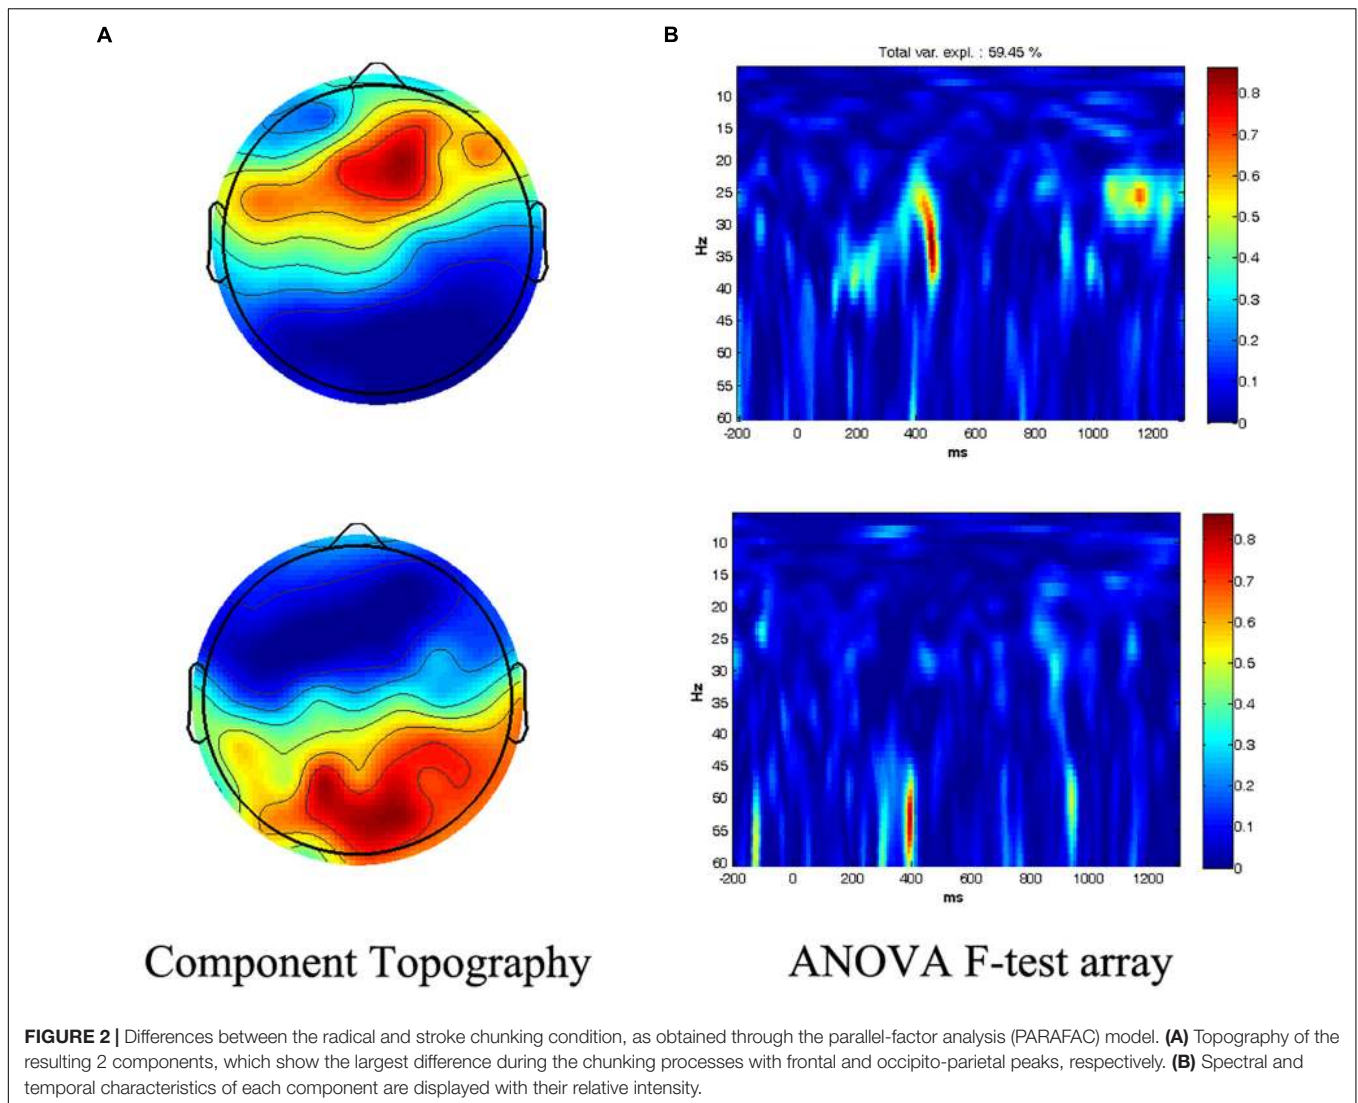 A
B
Total var. expl. : 59.45 %
10
15
20
25
30
35
40
45
50
55
60
Hz
-200 0 200 400 600 800 1000 1200
ms
0.8
0.7
0.6
0.5
0.4
0.3
0.2
0.1
0
10
15
20
25
30
35
40
45
50
55
60
Hz
-200 0 200 400 600 800 1000 1200
ms
0.8
0.7
0.6
0.5
0.4
0.3
0.2
0.1
0
Component Topography
ANOVA F-test array
FIGURE 2 | Differences between the radical and stroke chunking condition, as obtained through the parallel-factor analysis (PARAFAC) model. (A) Topography of the
resulting 2 components, which show the largest difference during the chunking processes with frontal and occipito-parietal peaks, respectively. (B) Spectral and
temporal characteristics of each component are displayed with their relative intensity.